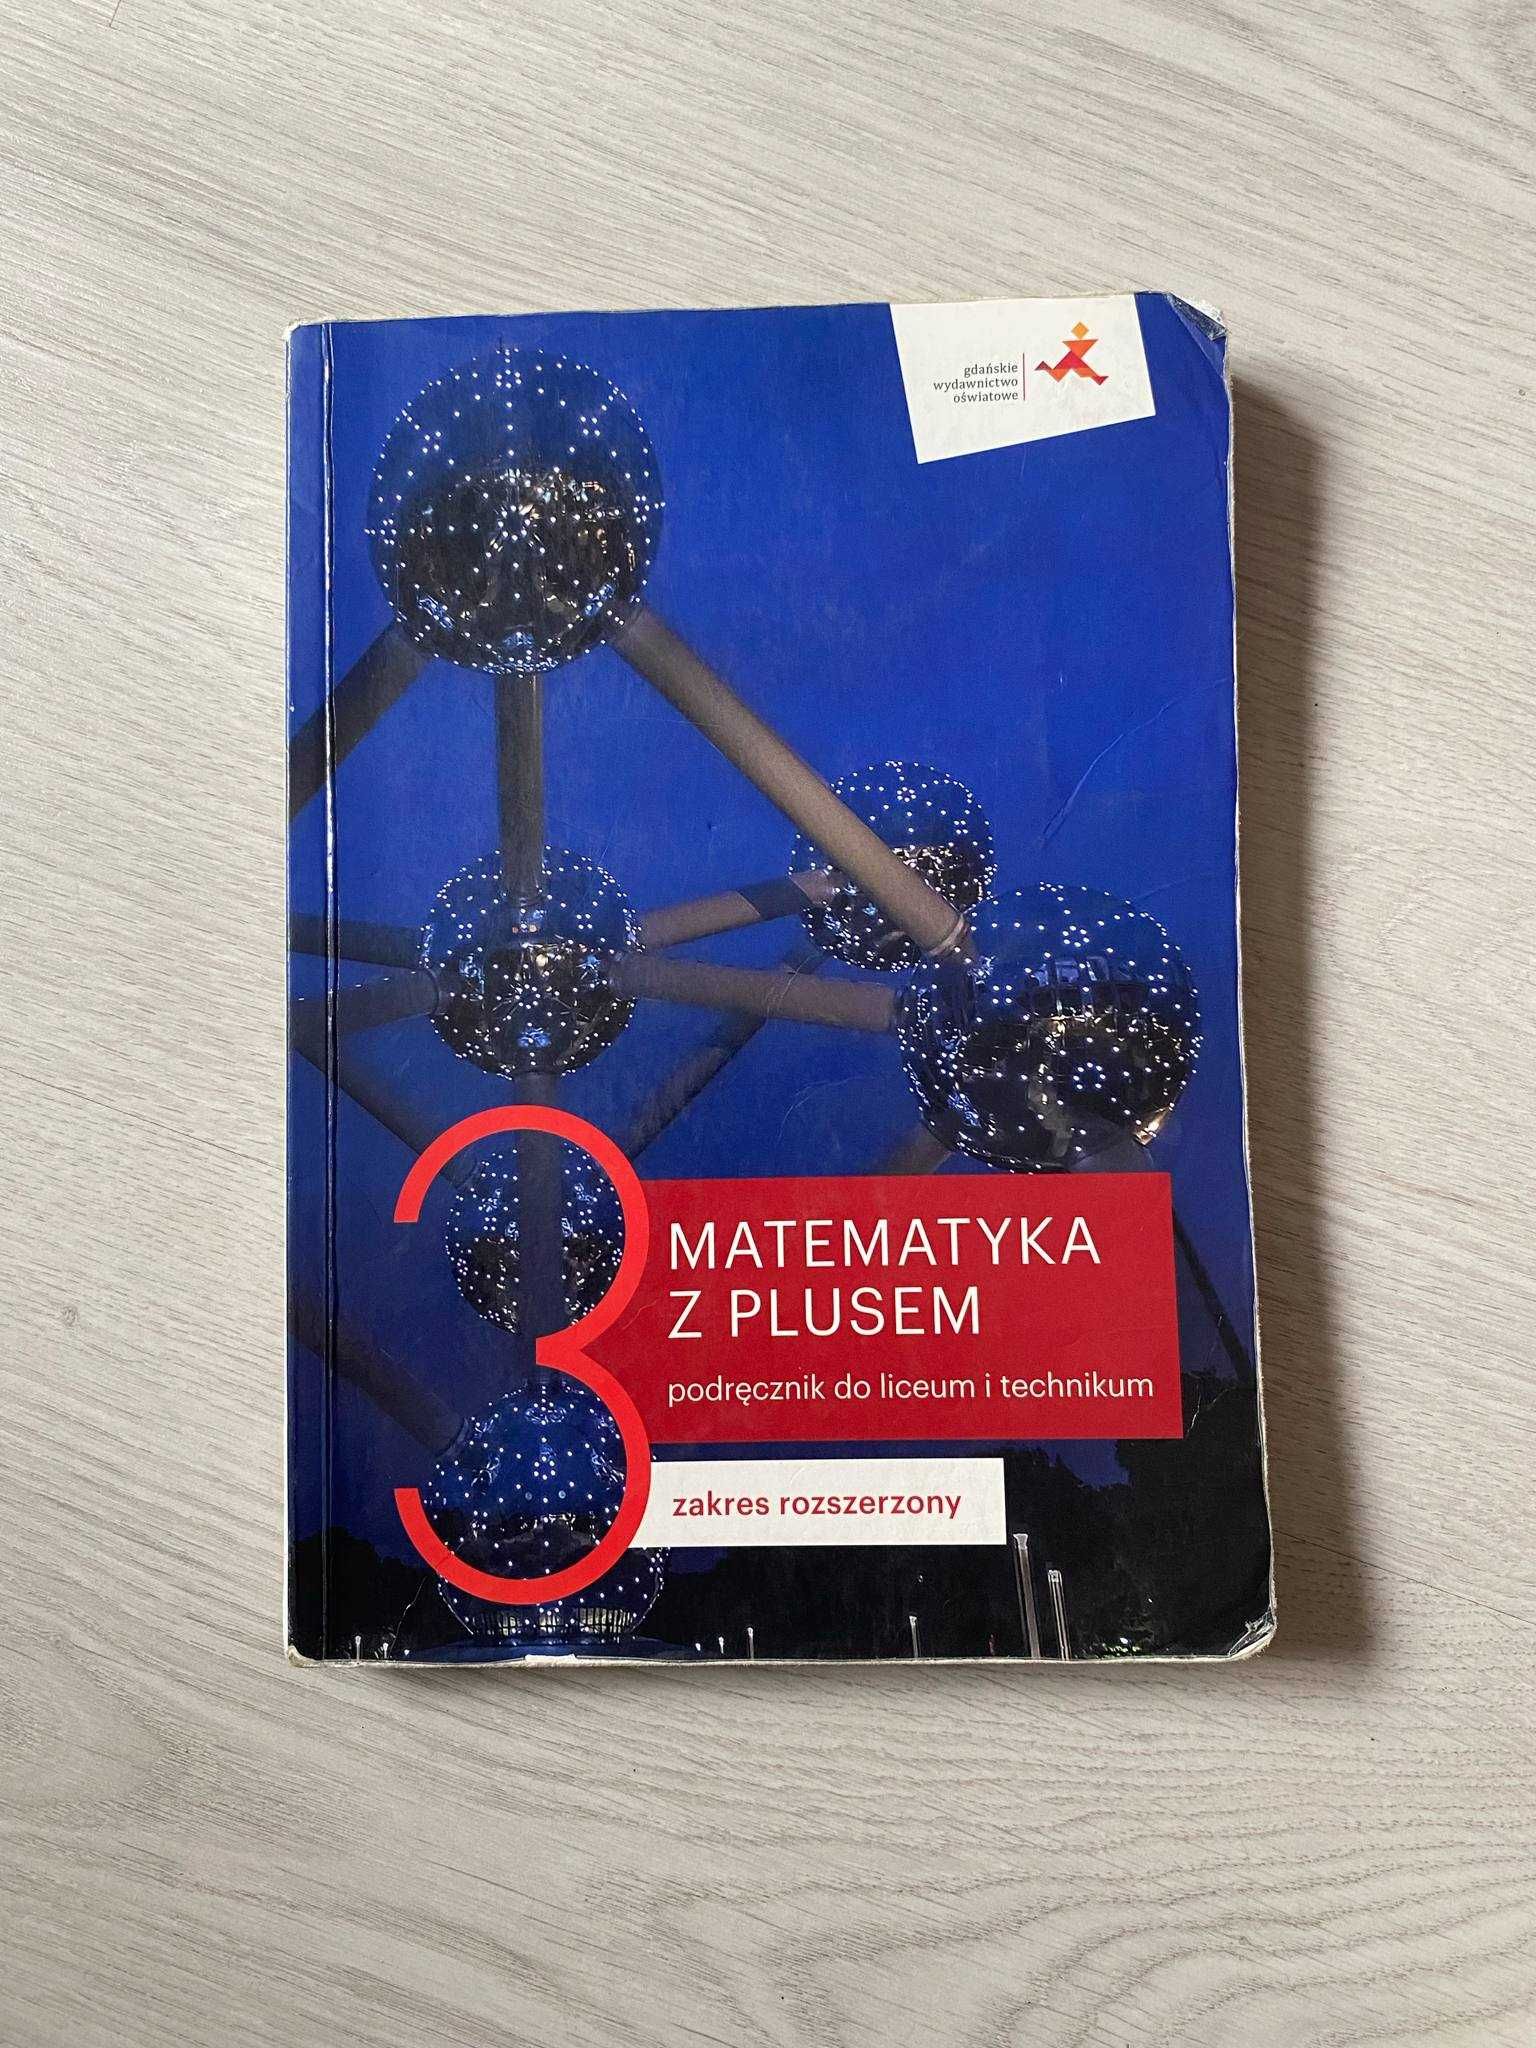 gdańskie
wydawnictwo
oświatowe
3
MATEMATYKA
Z PLUSEM
podręcznik do liceum i technikum
zakres rozszerzony